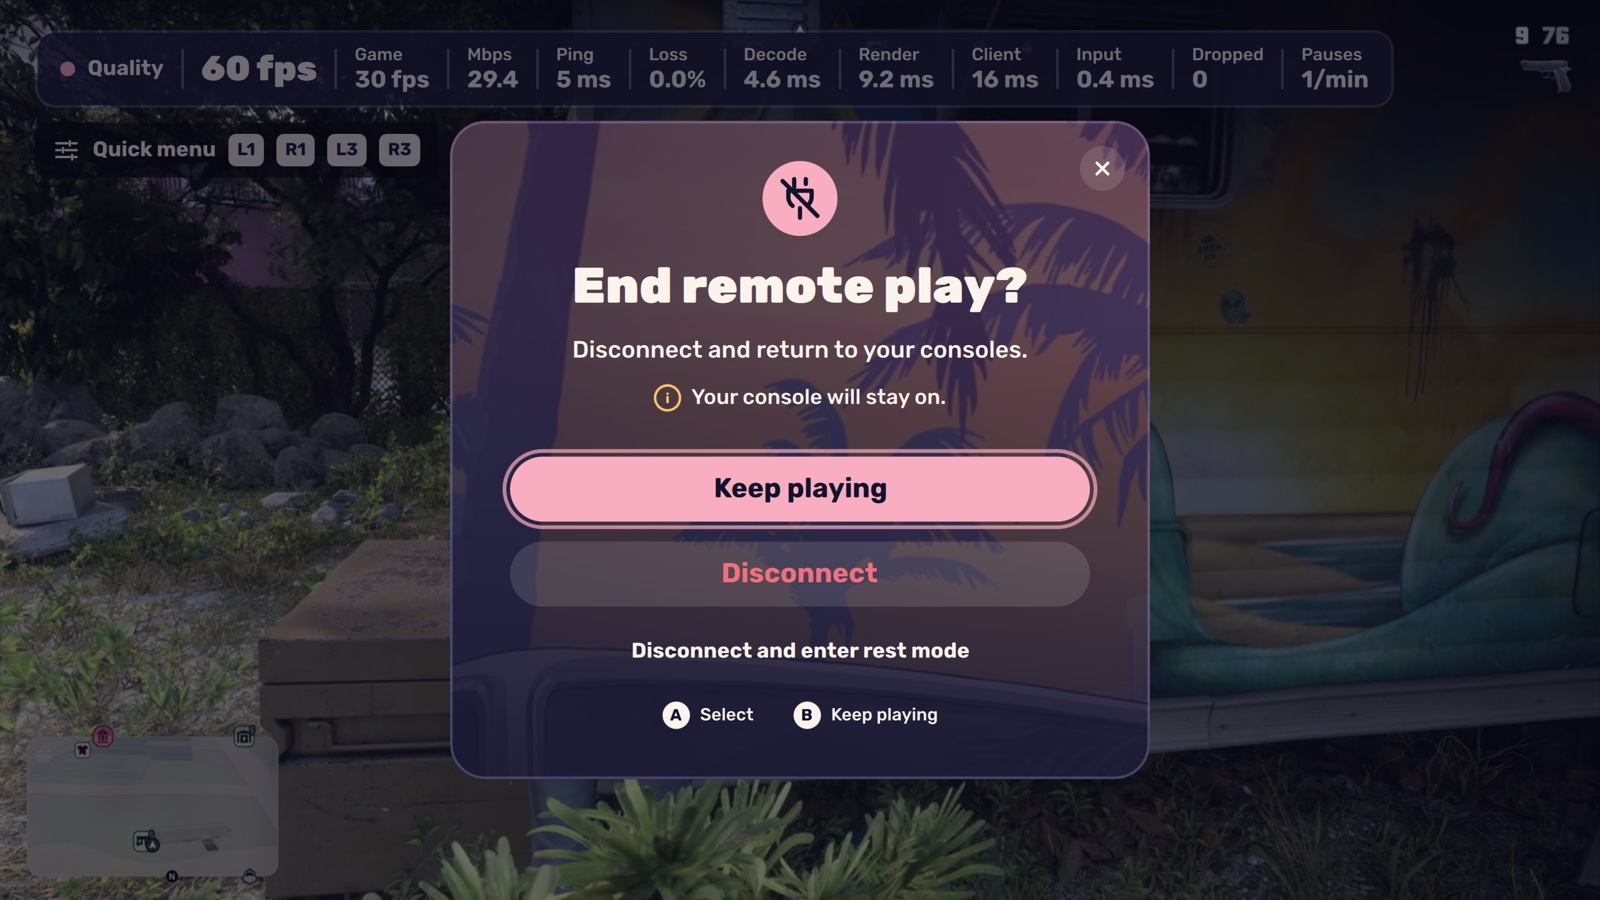 Quality
60 fps
Game
30 fps
Mbps
29.4
Ping
5 ms
Loss
0.0%
Decode
4.6 ms
Render
9.2 ms
Client
16 ms
Input
0.4 ms
Dropped
0
Pauses
1/min
9 76
Quick menu L1 R1 L3 R3
End remote play?
Disconnect and return to your consoles.
Your console will stay on.
Keep playing
Disconnect
Disconnect and enter rest mode
A Select B Keep playing
N